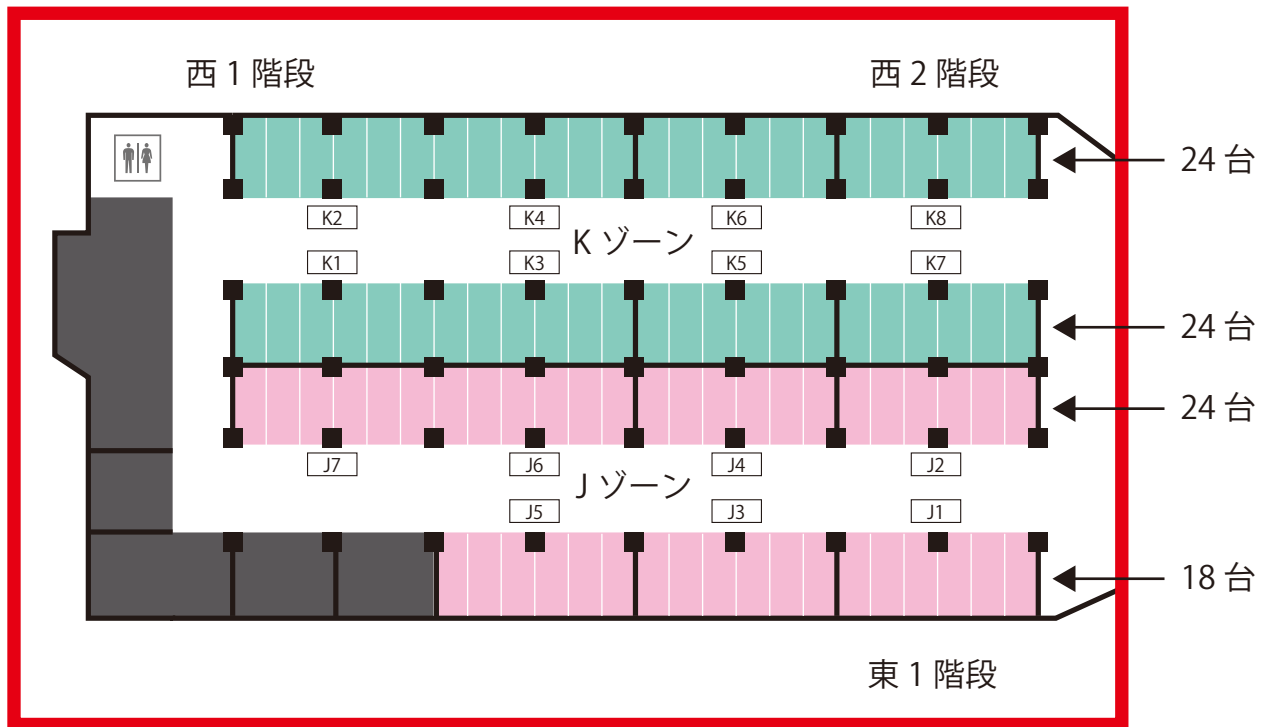 西 1 階段
西 2 階段
24 台
K2
K4
K6
K8
K ゾーン
K1
K3
K5
K7
24 台
24 台
J7
J6
J4
J2
J ゾーン
J5
J3
J1
18 台
東 1 階段